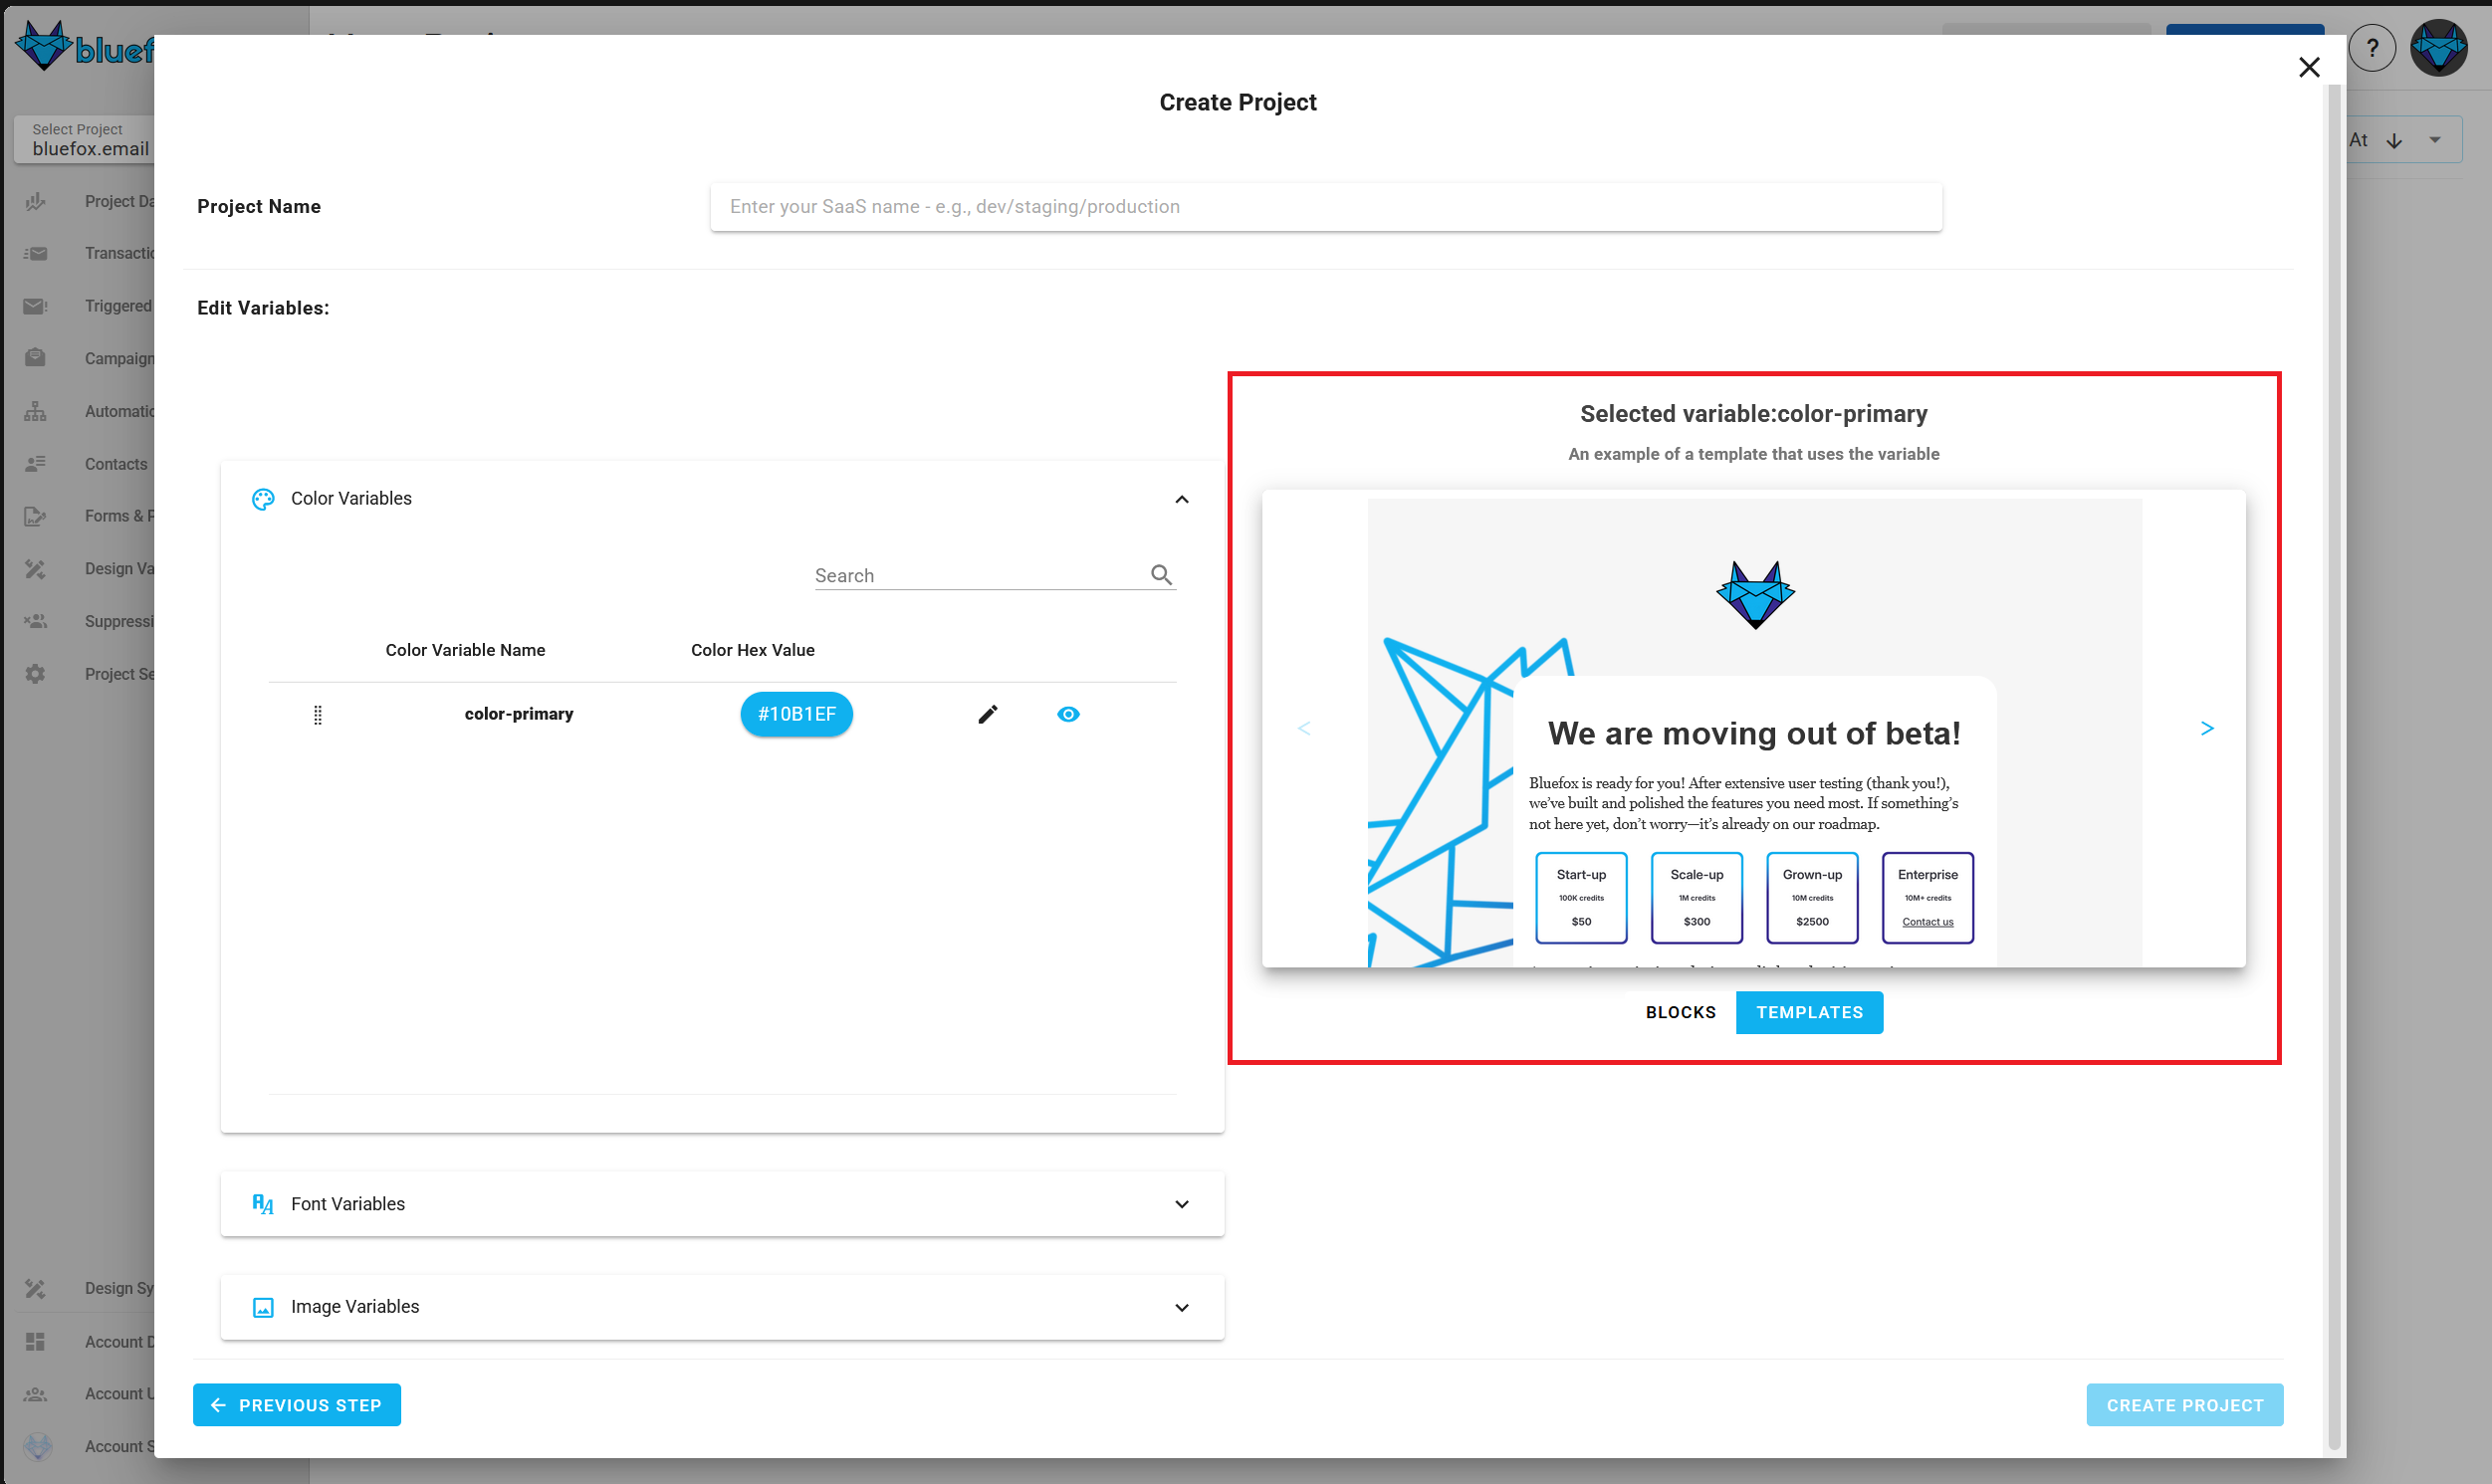 bluef
?
Select Project
bluefox.email
At
Project Da
Transactio
Triggered
Campaign
Automatio
Contacts
Forms & P
Design Va
Suppressi
Project Se
Design Sy
Account D
Account U
Account S
Create Project
Project Name
Enter your SaaS name - e.g., dev/staging/production
Edit Variables:
Color Variables
Search
Color Variable Name Color Hex Value
color-primary #10B1EF
Font Variables
Image Variables
Selected variable:color-primary
An example of a template that uses the variable
<
>
We are moving out of beta!
Bluefox is ready for you! After extensive user testing (thank you!),
we've built and polished the features you need most. If something's
not here yet, don't worry—it's already on our roadmap.
Start-up
100K credits
$50
Scale-up
1M credits
$300
Grown-up
10M credits
$2500
Enterprise
10M+ credits
Contact us
BLOCKS TEMPLATES
PREVIOUS STEP
CREATE PROJECT